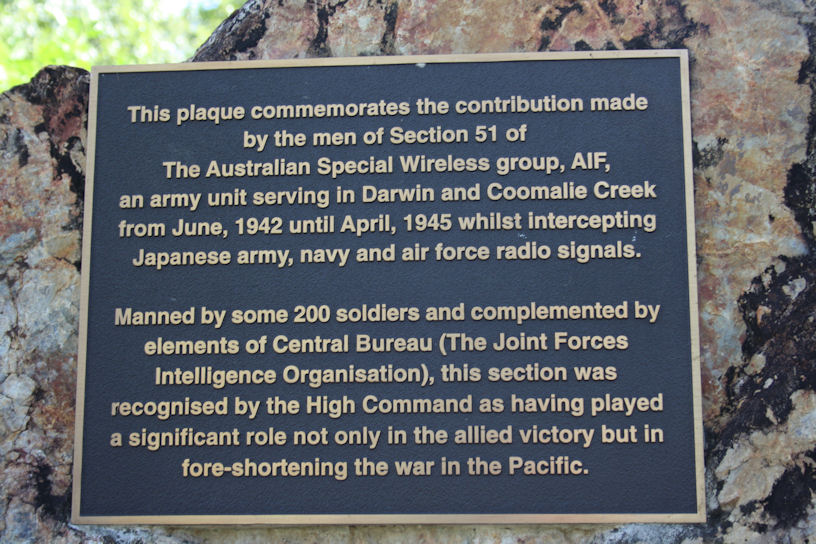 This plaque commemorates the contribution made
by the men of Section 51 of
The Australian Special Wireless group, AIF,
an army unit serving in Darwin and Coomalie Creek
from June, 1942 until April, 1945 whilst intercepting
Japanese army, navy and air force radio signals.
Manned by some 200 soldiers and complemented by
elements of Central Bureau (The Joint Forces
Intelligence Organisation), this section was
recognised by the High Command as having played
a significant role not only in the allied victory but in
fore-shortening the war in the Pacific.